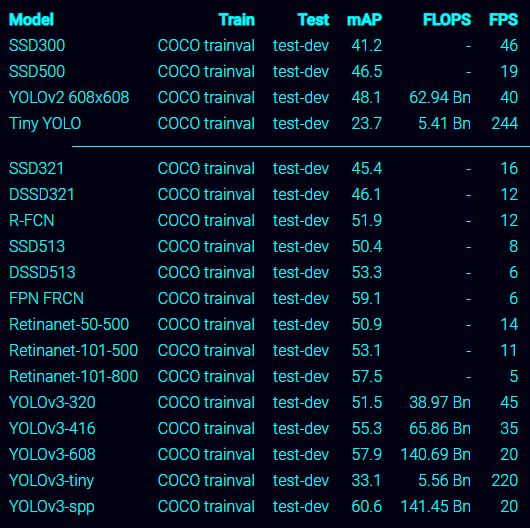 Model Train Test mAP FLOPS FPS
SSD300 COCO trainval test-dev 41.2 - 46
SSD500 COCO trainval test-dev 46.5 - 19
YOLOv2 608x608 COCO trainval test-dev 48.1 62.94 Bn 40
Tiny YOLO COCO trainval test-dev 23.7 5.41 Bn 244
SSD321 COCO trainval test-dev 45.4 - 16
DSSD321 COCO trainval test-dev 46.1 - 12
R-FCN COCO trainval test-dev 51.9 - 12
SSD513 COCO trainval test-dev 50.4 - 8
DSSD513 COCO trainval test-dev 53.3 - 6
FPN FRCN COCO trainval test-dev 59.1 - 6
Retinanet-50-500 COCO trainval test-dev 50.9 - 14
Retinanet-101-500 COCO trainval test-dev 53.1 - 11
Retinanet-101-800 COCO trainval test-dev 57.5 - 5
YOLOv3-320 COCO trainval test-dev 51.5 38.97 Bn 45
YOLOv3-416 COCO trainval test-dev 55.3 65.86 Bn 35
YOLOv3-608 COCO trainval test-dev 57.9 140.69 Bn 20
YOLOv3-tiny COCO trainval test-dev 33.1 5.56 Bn 220
YOLOv3-spp COCO trainval test-dev 60.6 141.45 Bn 20